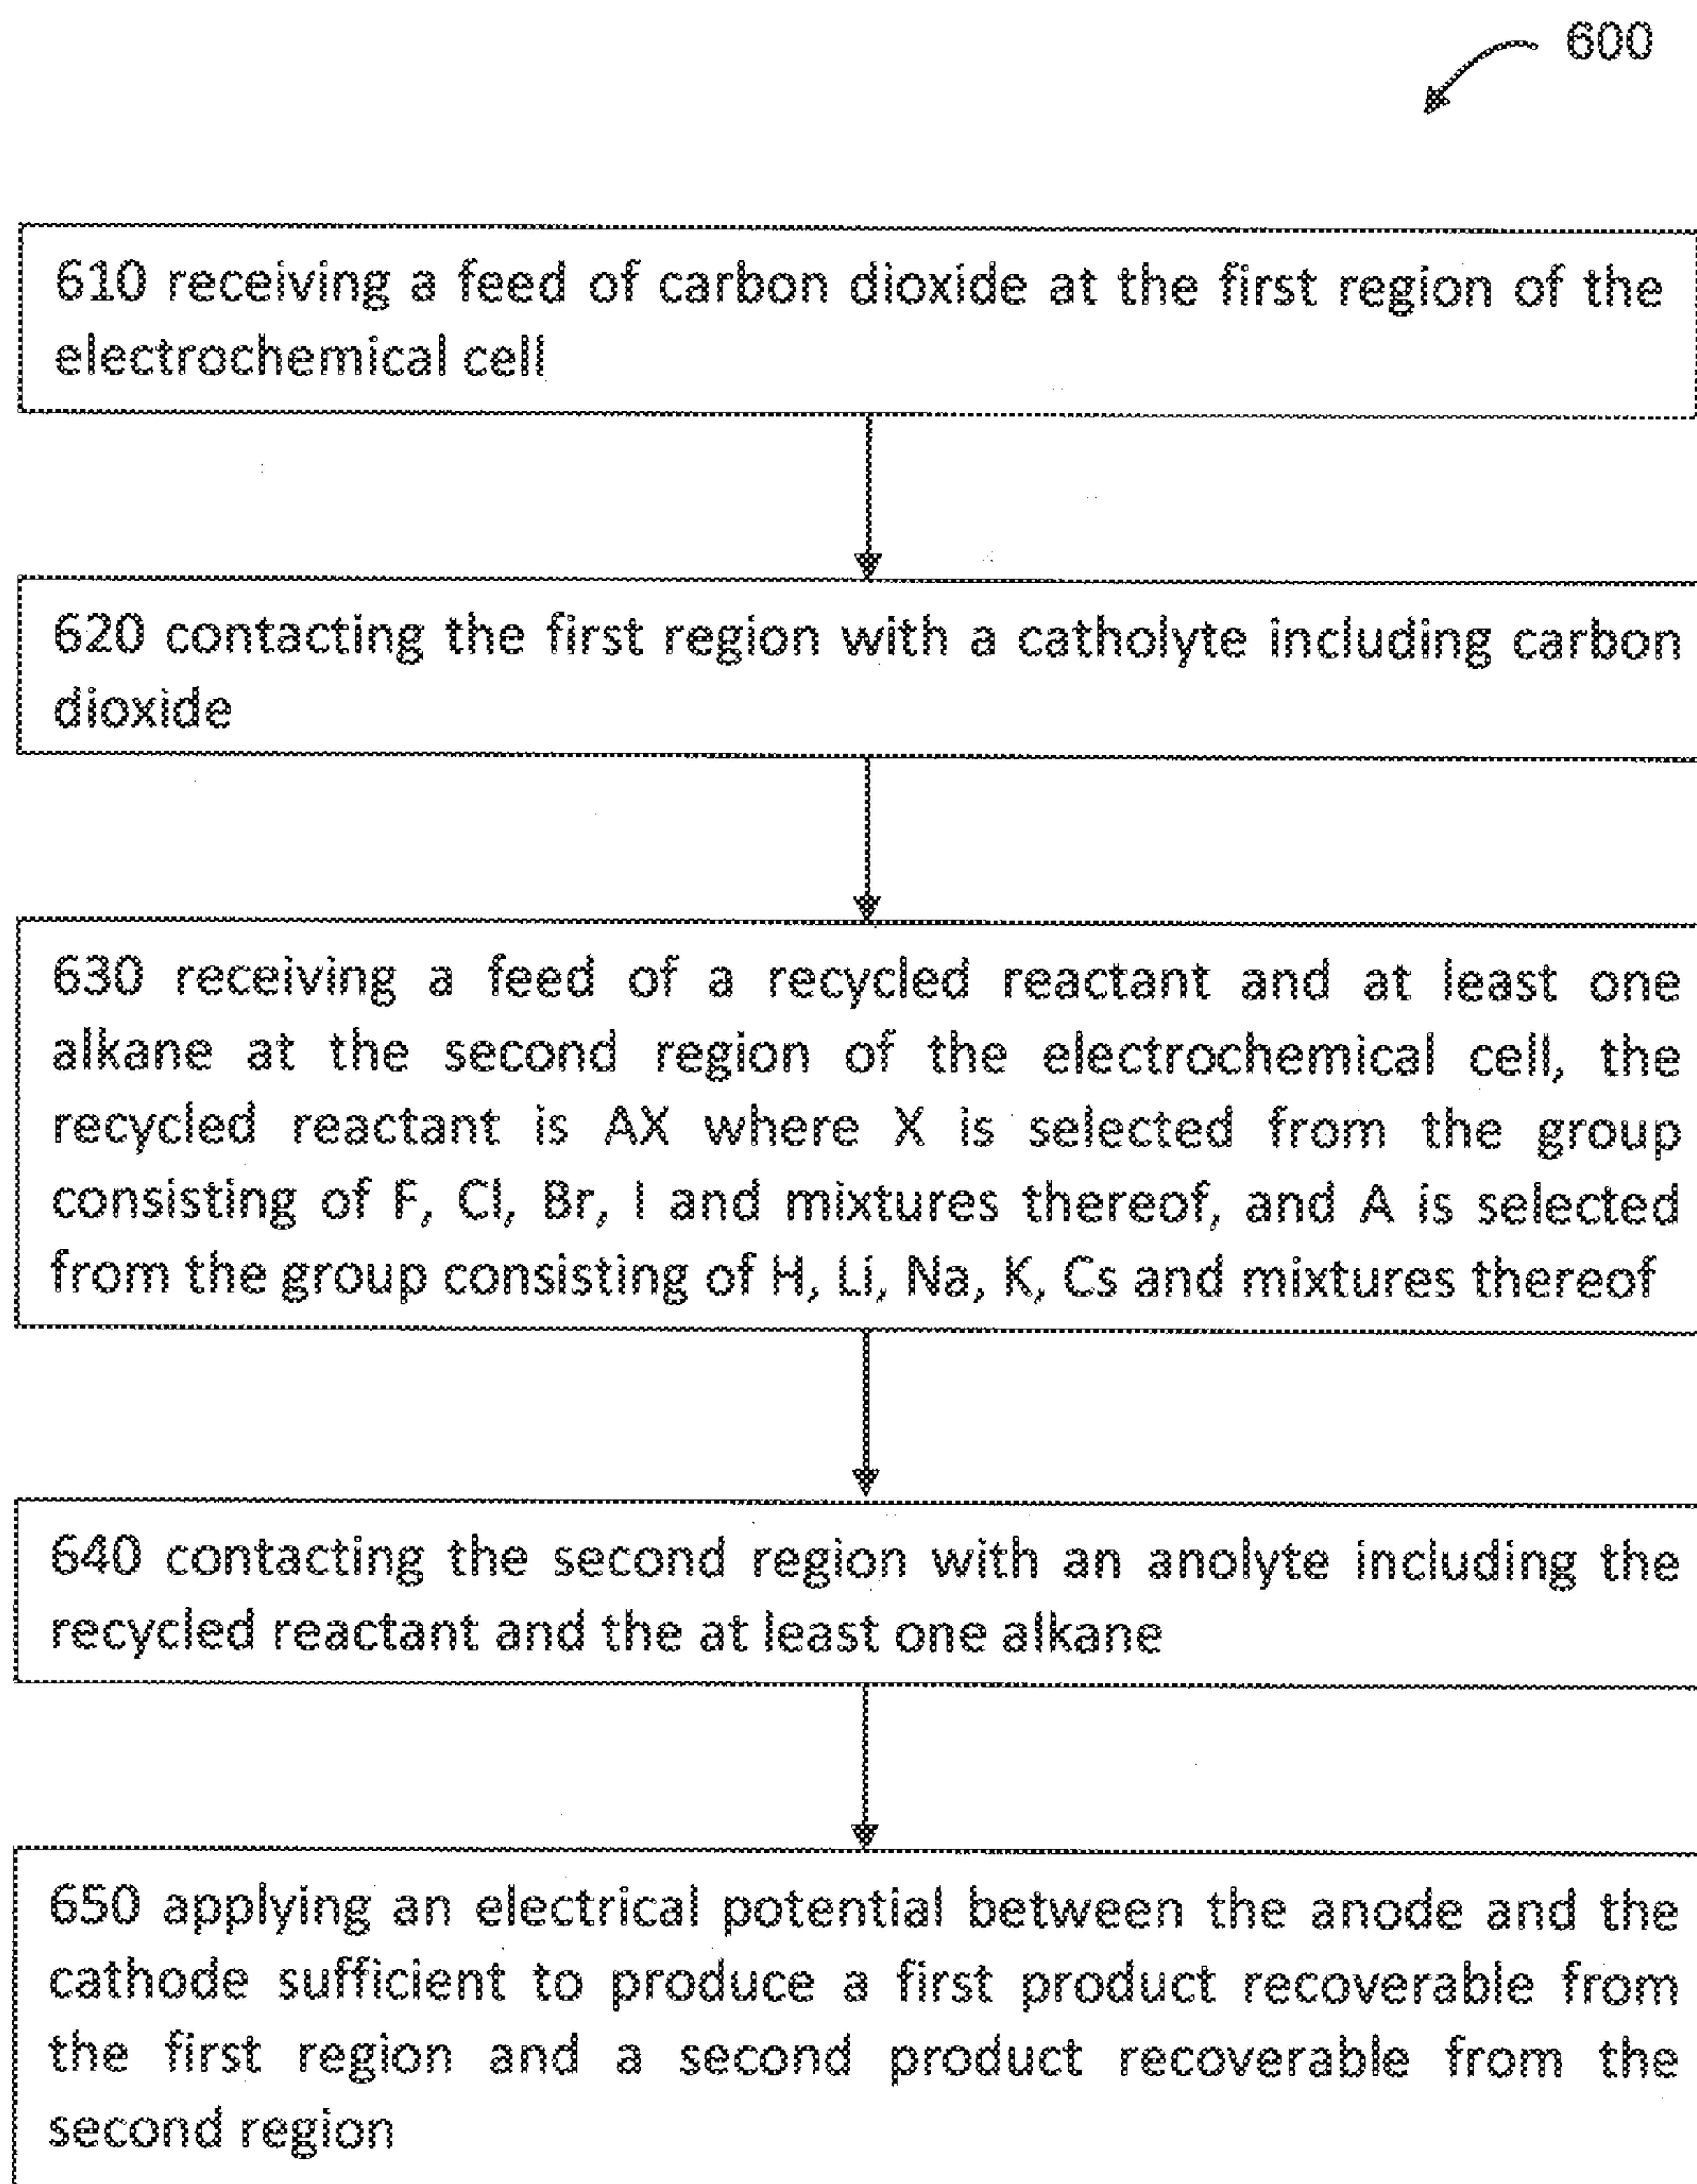 600
610 receiving a feed of carbon dioxide at the first region of the
electrochemical cell
620 contacting the first region with a catholyte including carbon
dioxide
630 receiving a feed of a recycled reactant and at least one
alkane at the second region of the electrochemical cell, the
recycled reactant is AX where X is selected from the group
consisting of F, Cl, Br, I and mixtures thereof, and A is selected
from the group consisting of H, Li, Na, K, Cs and mixtures thereof
640 contacting the second region with an anolyte including the
recycled reactant and the at least one alkane
650 applying an electrical potential between the anode and the
cathode sufficient to produce a first product recoverable from
the first region and a second product recoverable from the
second region